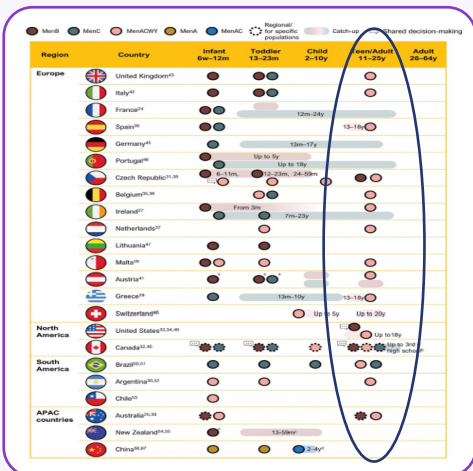 MenB MenC MenACWY MenA MenAC Regional/ for specific populations Catch-up Shared decision-making
Region Country Infant 6w–12m Toddler 13–23m Child 2–10y Teen/Adult 11–25y Adult 26–64y
Europe United Kingdom
Italy
France 12m–24y
Spain 13–18y
Germany 13m–17y
Portugal Up to 5y
Up to 18y
Czech Republic 6–11m, 12–23m, 24–59m
Belgium
Ireland From 3m
7m–23y
Netherlands
Lithuania
Malta
Austria
Greece 13m–10y 13–18y
Switzerland Up to 5y Up to 20y
North America United States Up to18y
Canada Up to 3rd high school
South America Brazil
Argentina
Chile
APAC countries Australia
New Zealand 13-59m
China 2–4y